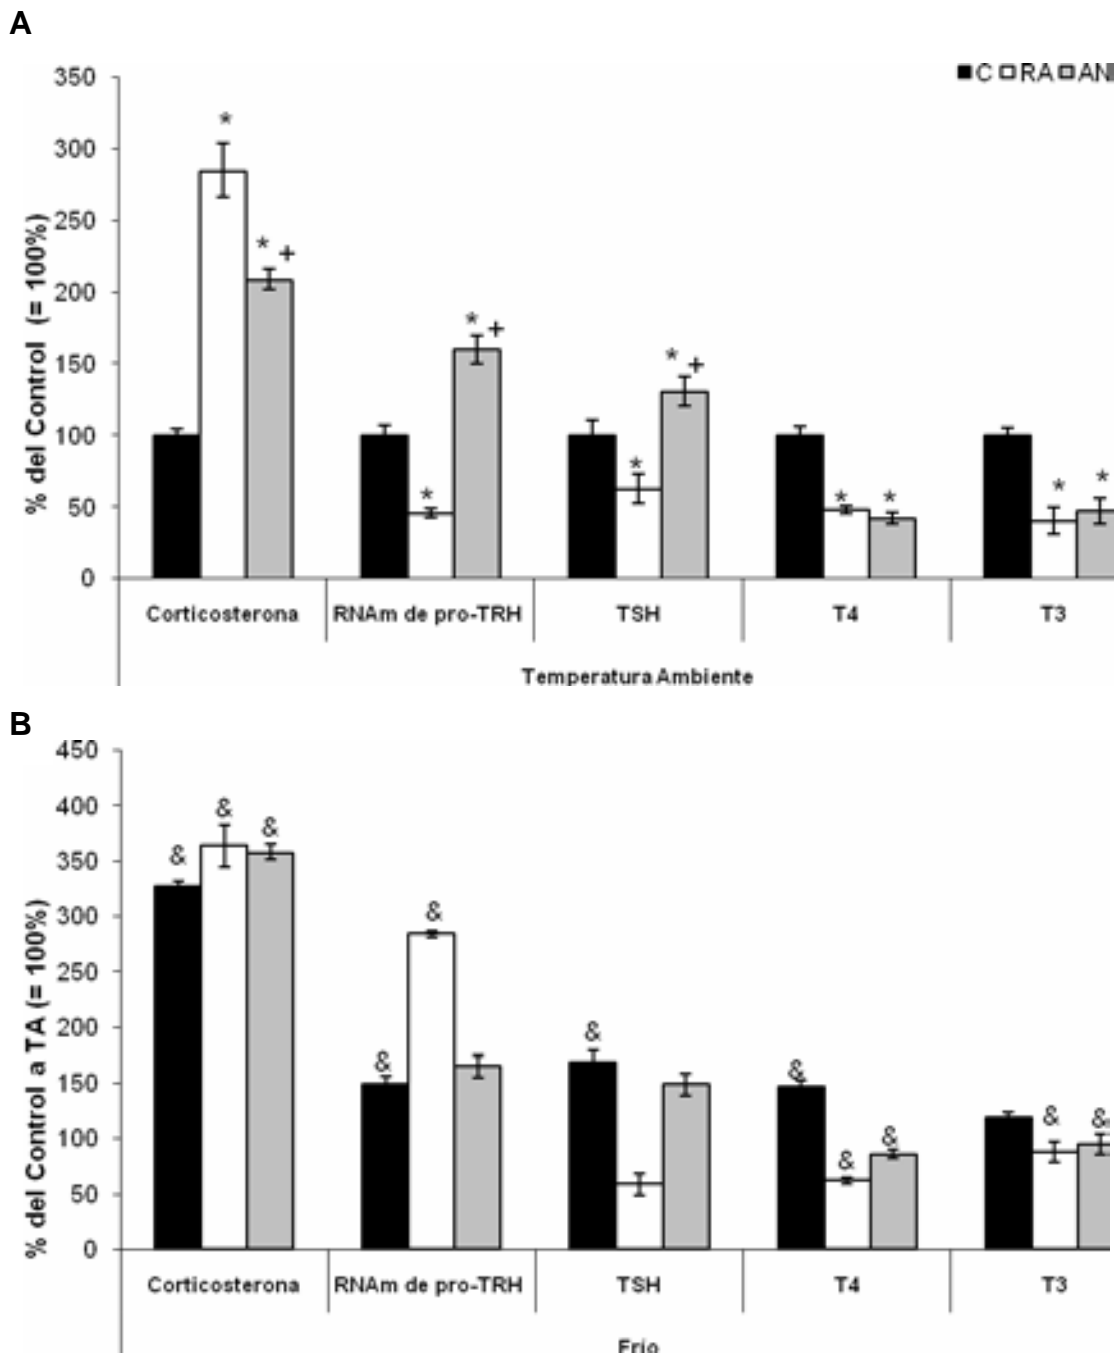 A
C RA AN
% del Control (= 100%)
350
300
250
200
150
100
50
0
* * + * * + * * + * * * *
Corticosterona RNAm de pro-TRH TSH T4 T3
Temperatura Ambiente
B
% del Control a TA (= 100%)
450
400
350
300
250
200
150
100
50
0
& & & & & & & & & & &
Corticosterona RNAm de pro-TRH TSH T4 T3
Frío